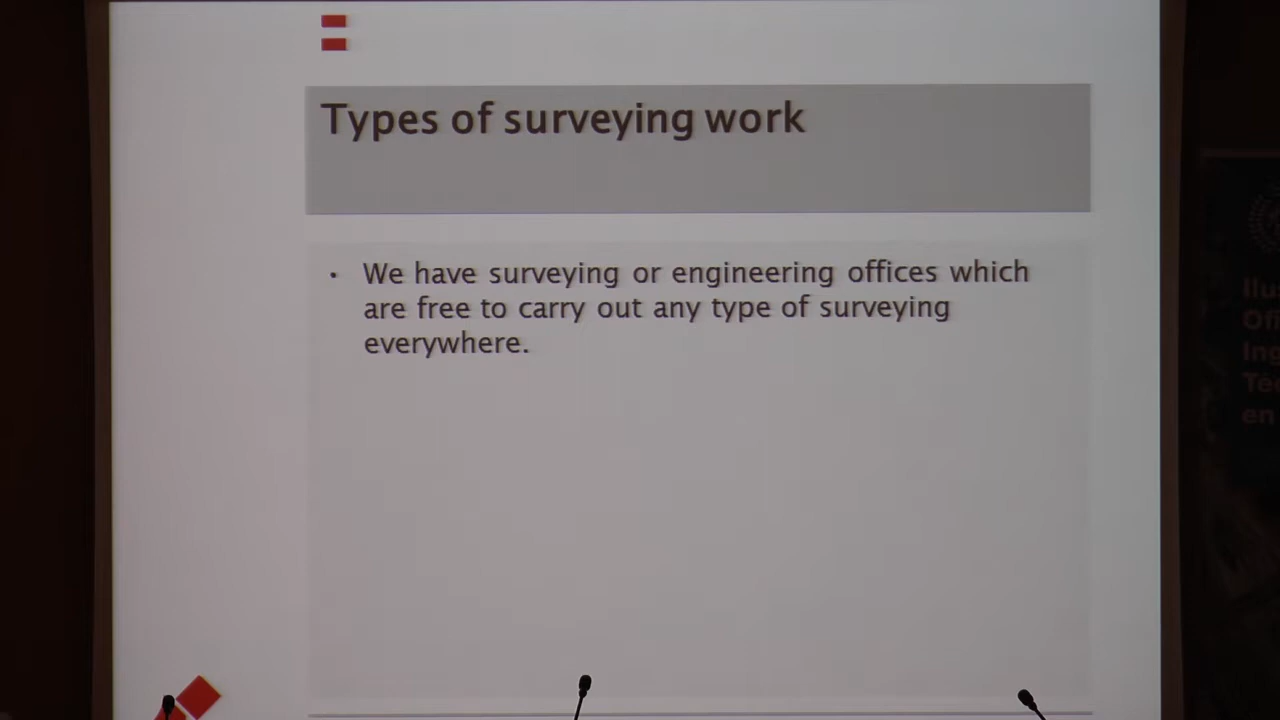 Types of surveying work
• We have surveying or engineering offices which
are free to carry out any type of surveying
everywhere.